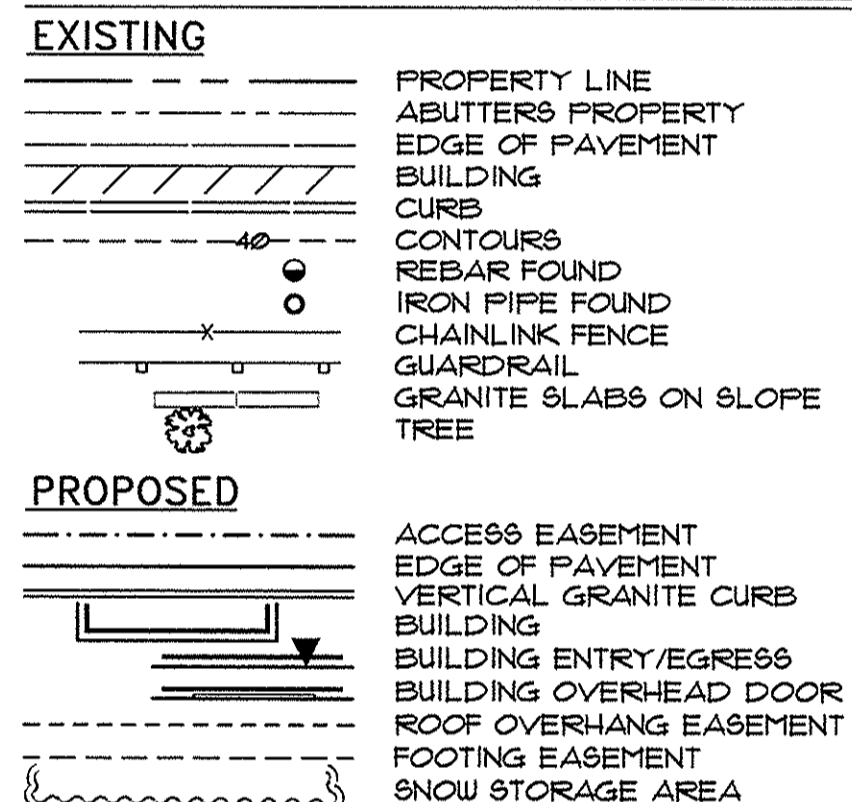 EXISTING
PROPERTY LINE
ABUTTERS PROPERTY
EDGE OF PAVEMENT
BUILDING
CURB
40 CONTOURS
REBAR FOUND
IRON PIPE FOUND
X CHAINLINK FENCE
GUARDRAIL
GRANITE SLABS ON SLOPE
TREE
PROPOSED
ACCESS EASEMENT
EDGE OF PAVEMENT
VERTICAL GRANITE CURB
BUILDING
BUILDING ENTRY/EGRESS
BUILDING OVERHEAD DOOR
ROOF OVERHANG EASEMENT
FOOTING EASEMENT
SNOW STORAGE AREA